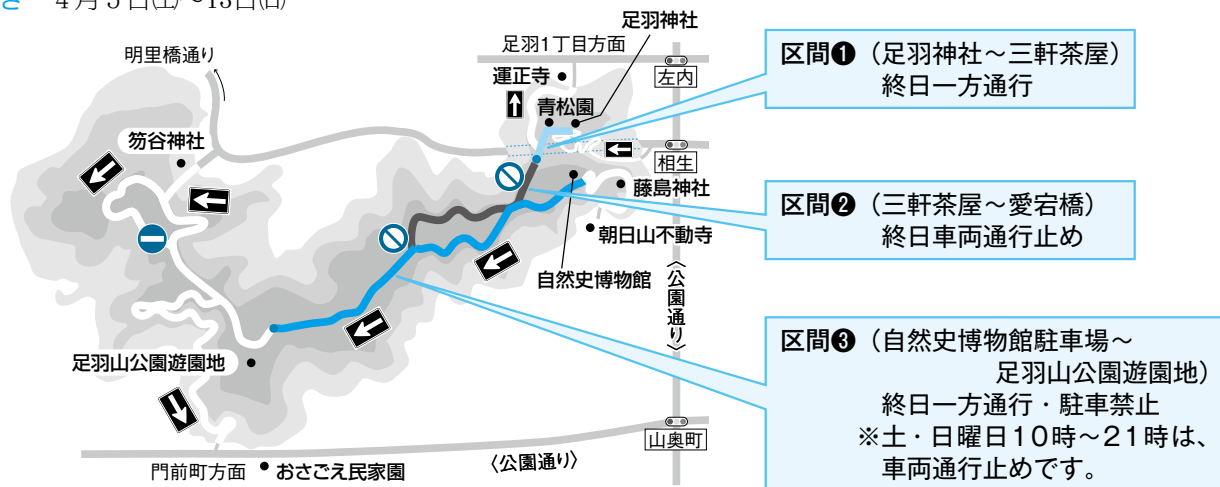 き 4月5日㈯~13日㈰
足羽神社
足羽1丁目方面
明里橋通り
運正寺
左内
青松園
笏谷神社
相生
藤島神社
朝日山不動寺
自然史博物館
〈公園通り〉
足羽山公園遊園地
山奥町
門前町方面
おさごえ民家園
〈公園通り〉
区間❶(足羽神社~三軒茶屋)
終日一方通行
区間❷(三軒茶屋~愛宕橋)
終日車両通行止め
区間❸(自然史博物館駐車場~
足羽山公園遊園地)
終日一方通行・駐車禁止
※土・日曜日10時~21時は、
車両通行止めです。